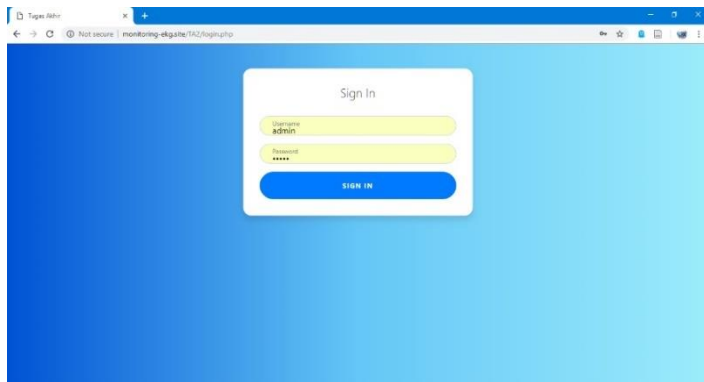 Tugas Akhir
Not secure | monitoring-ekg.site/TA2/login.php
Sign In
Username
admin
Password
•••••
SIGN IN